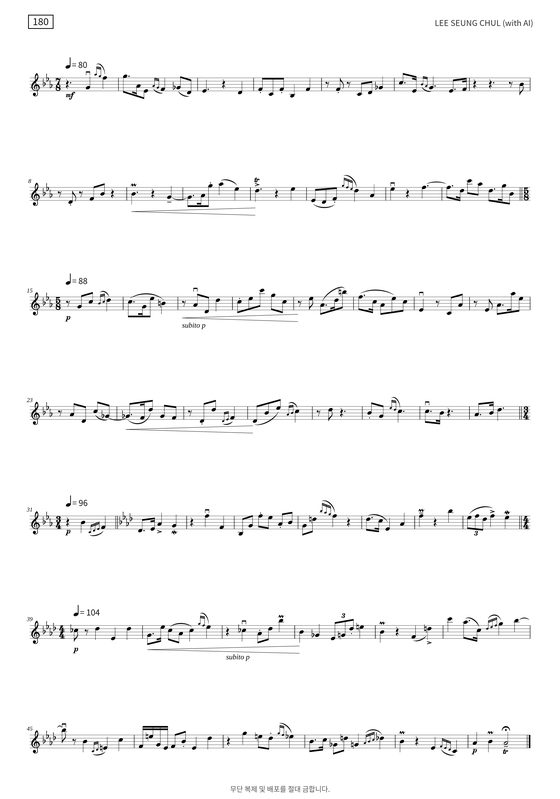 180
LEE SEUNG CHUL (with AI)
= 80
mf
8
= 88
15
p
subito p
23
= 96
31
p
3
= 104
39
p
3
subito p
45
p
무단 복제 및 배포를 절대 금합니다.